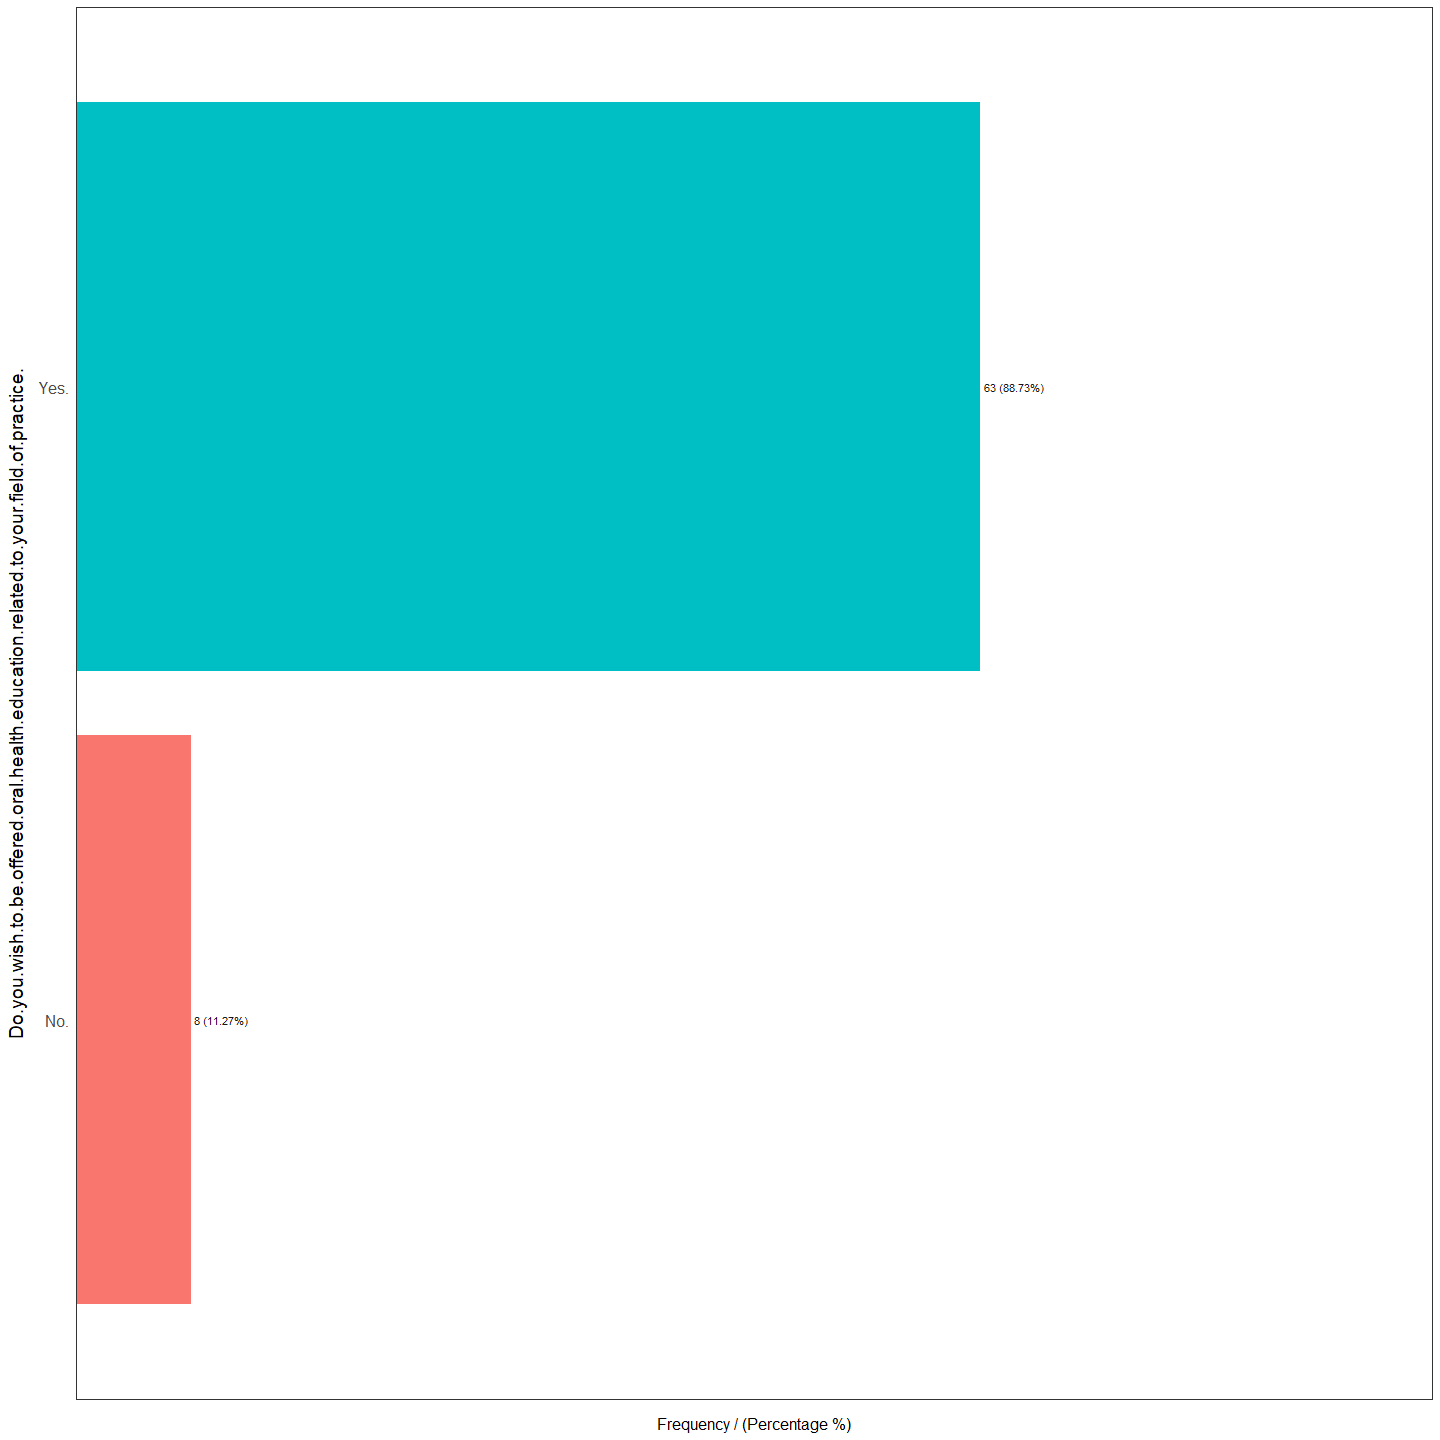 Do.you.wish.to.be.offered.oral.health.education.related.to.your.field.of.practice.
Yes.
63 (88.73%)
No.
8 (11.27%)
Frequency / (Percentage %)